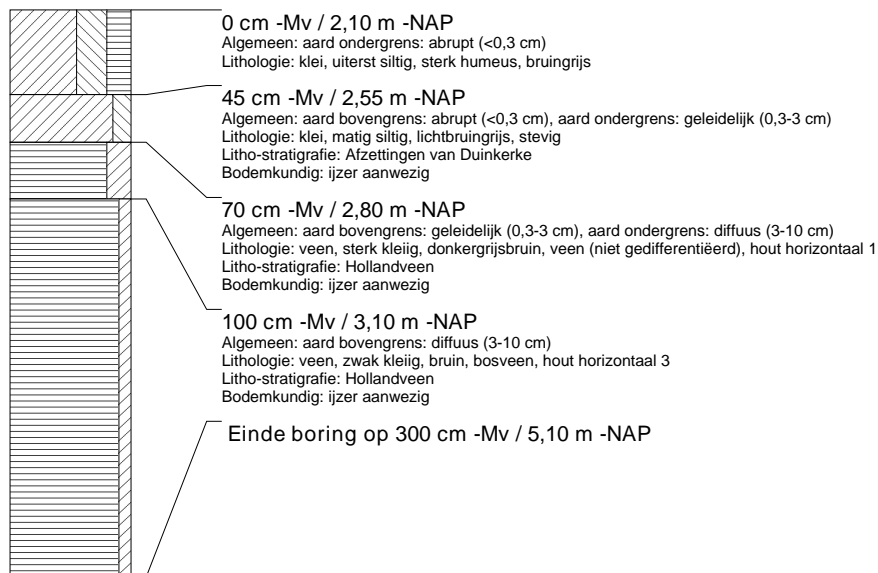 0 cm -Mv / 2,10 m -NAP
Algemeen: aard ondergrens: abrupt (<0,3 cm)
Lithologie: klei, uiterst siltig, sterk humeus, bruingrijs
45 cm -Mv / 2,55 m -NAP
Algemeen: aard bovengrens: abrupt (<0,3 cm), aard ondergrens: geleidelijk (0,3-3 cm)
Lithologie: klei, matig siltig, lichtbruingrijs, stevig
Litho-stratigrafie: Afzettingen van Duinkerke
Bodemkundig: ijzer aanwezig
70 cm -Mv / 2,80 m -NAP
Algemeen: aard bovengrens: geleidelijk (0,3-3 cm), aard ondergrens: diffuus (3-10 cm)
Lithologie: veen, sterk kleiig, donkergrijsbruin, veen (niet gedifferentiëerd), hout horizontaal 1
Litho-stratigrafie: Hollandveen
Bodemkundig: ijzer aanwezig
100 cm -Mv / 3,10 m -NAP
Algemeen: aard bovengrens: diffuus (3-10 cm)
Lithologie: veen, zwak kleiig, bruin, bosveen, hout horizontaal 3
Litho-stratigrafie: Hollandveen
Bodemkundig: ijzer aanwezig
Einde boring op 300 cm -Mv / 5,10 m -NAP